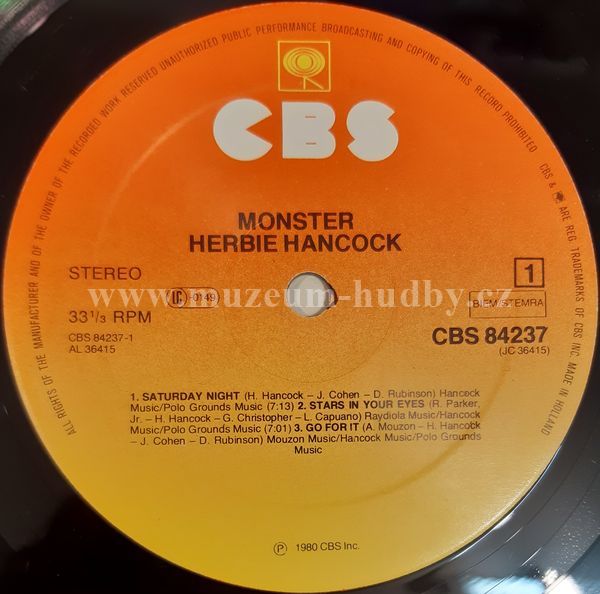 ALL RIGHTS OF THE MANUFACTURER AND OF THE OWNER OF THE RECORDED WORK RESERVED UNAUTHORIZED PUBLIC PERFORMANCE BROADCASTING AND COPYING OF THIS RECORD PROHIBITED CBS & ARE REG. TRADEMARKS OF CBS INC. MADE IN HOLLAND
CBS
MONSTER
HERBIE HANCOCK
STEREO
1
www.muzeum-hudby.cz
BIEM/STEMRA
33 1/3 RPM
CBS 84237
CBS 84237-1
(JC 36415)
AL 36415
1. SATURDAY NIGHT (H. Hancock – J. Cohen – D. Rubinson) Hancock
Music/Polo Grounds Music (7:13) 2. STARS IN YOUR EYES (R. Parker,
Jr. – H. Hancock – G. Christopher – L. Capuano) Raydiola Music/Hancock
Music/Polo Grounds Music (7:01) 3. GO FOR IT (A. Mouzon – H. Hancock
– J. Cohen – D. Rubinson) Mouzon Music/Hancock Music/Polo Grounds
Music
Ⓟ 1980 CBS Inc.